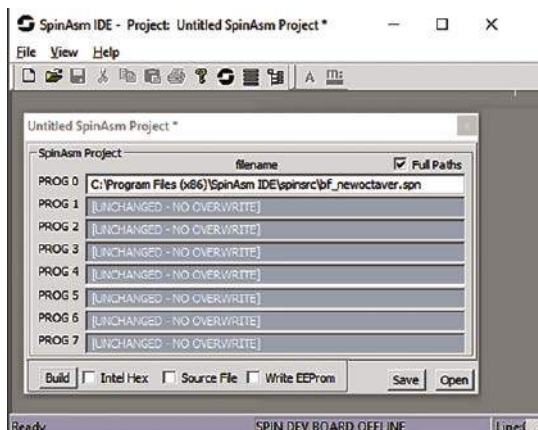 SpinAsm IDE - Project: Untitled SpinAsm Project *
File View Help
A
Untitled SpinAsm Project *
SpinAsm Project
filename
Full Paths
PROG 0 C:\Program Files (x86)\SpinAsm IDE\spinsrc\bf_newoctaver.spn
PROG 1 [UNCHANGED - NO OVERWRITE]
PROG 2 [UNCHANGED - NO OVERWRITE]
PROG 3 [UNCHANGED - NO OVERWRITE]
PROG 4 [UNCHANGED - NO OVERWRITE]
PROG 5 [UNCHANGED - NO OVERWRITE]
PROG 6 [UNCHANGED - NO OVERWRITE]
PROG 7 [UNCHANGED - NO OVERWRITE]
Build Intel Hex Source File Write EEProm Save Open
Ready SPIN DEV BOARD OFFLINE Line: